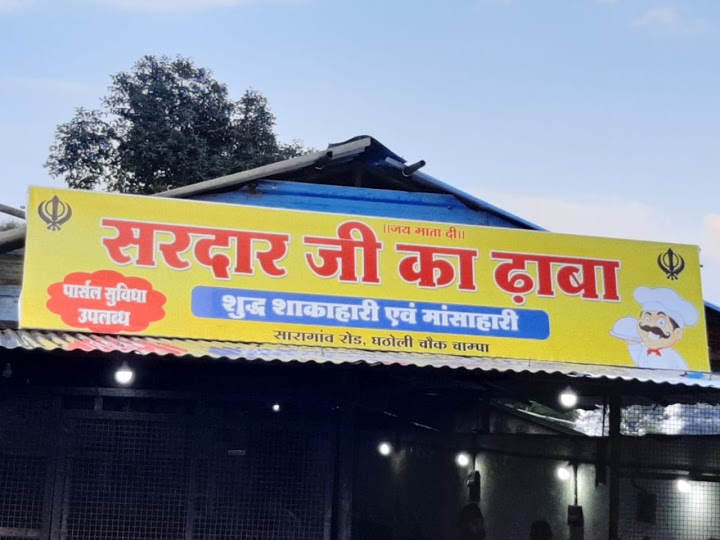 ॥जय माता दी॥
सरदार जी का ढ़ाबा
पार्सल सुविधा
उपलब्ध
शुद्ध शाकाहारी एवं मांसाहारी
सारागांव रोड, घठोली चौक चाम्पा